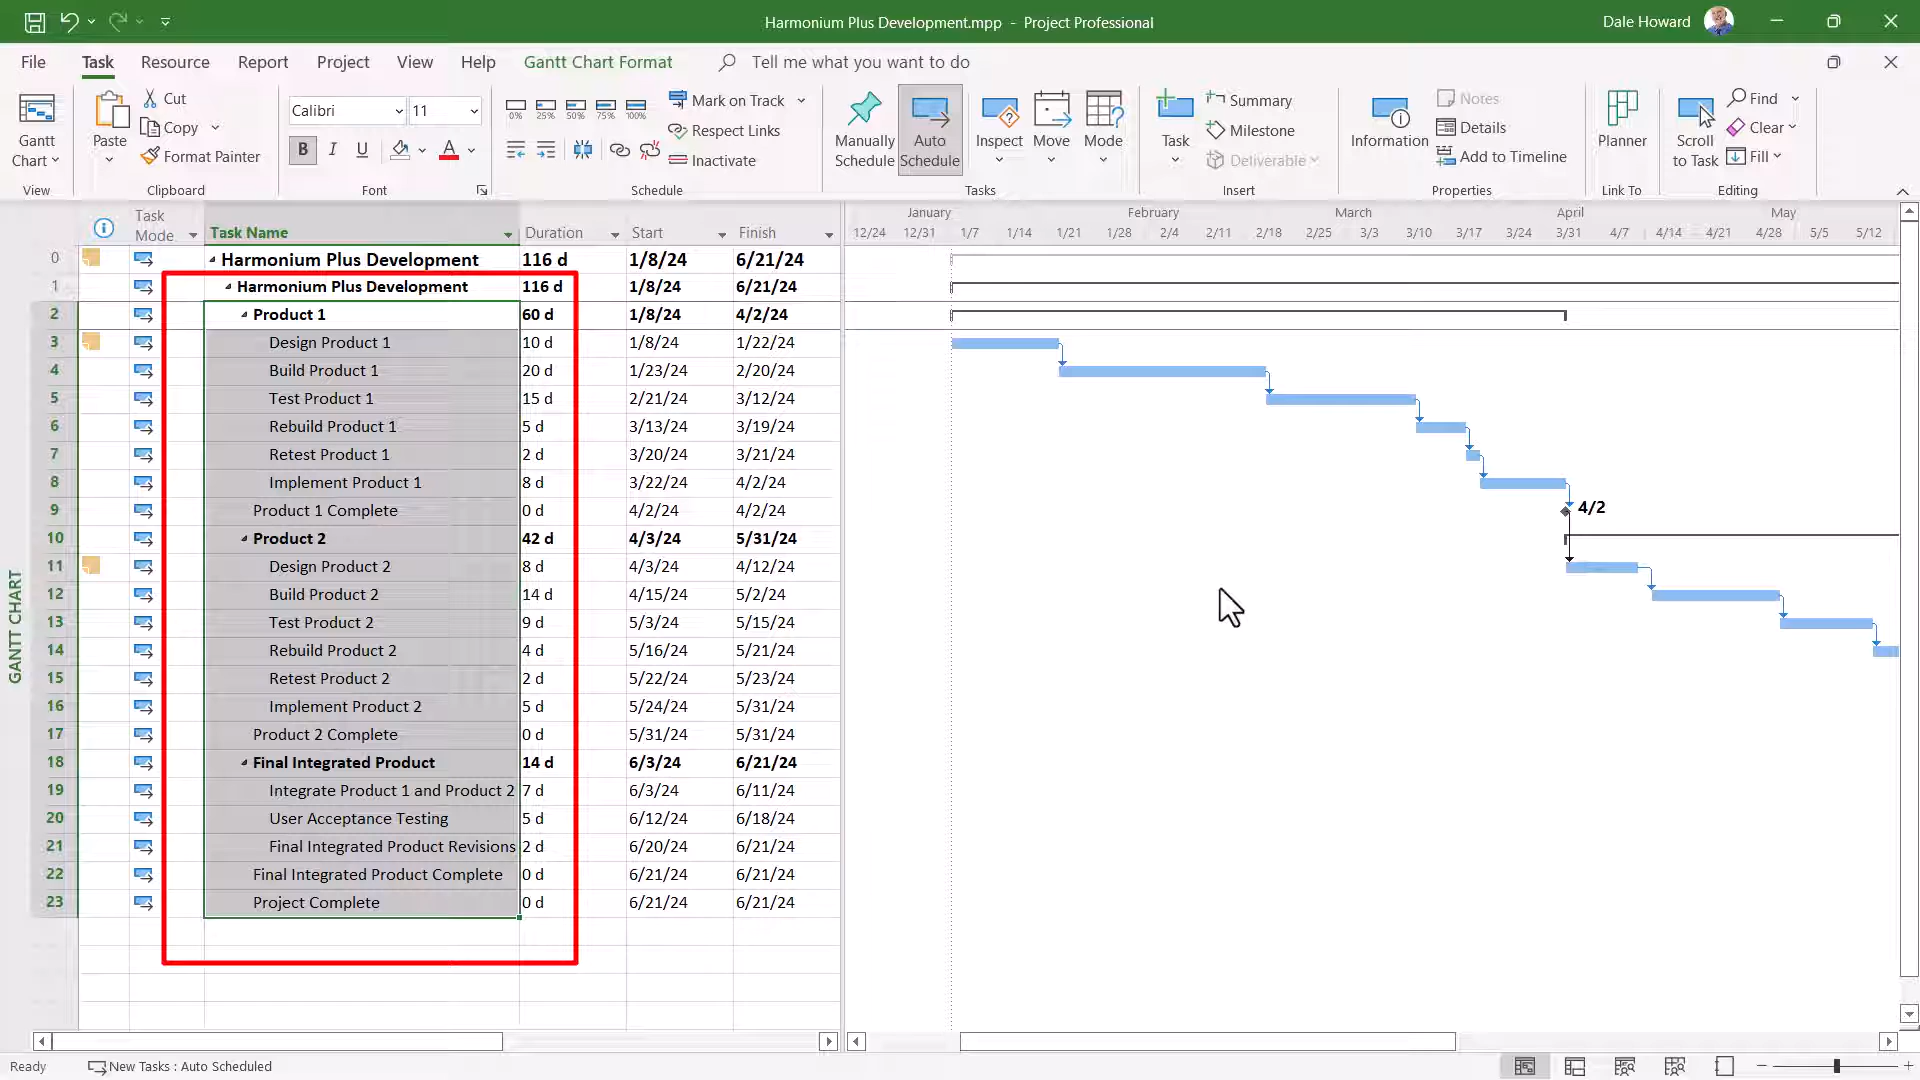 Harmonium Plus Development.mpp - Project Professional
Dale Howard
File Task Resource Report Project View Help Gantt Chart Format Tell me what you want to do
Gantt Chart
View
Paste
Cut
Copy
Format Painter
Clipboard
Calibri 11
B I U A
Font
0% 25% 50% 75% 100%
Mark on Track
Respect Links
Inactivate
Schedule
Manually Schedule
Auto Schedule
Inspect
Move
Mode
Tasks
Task
Summary
Milestone
Deliverable
Insert
Information
Notes
Details
Add to Timeline
Properties
Planner
Link To
Scroll to Task
Find
Clear
Fill
Editing
Task Mode Task Name Duration Start Finish
January February March April May
12/24 12/31 1/7 1/14 1/21 1/28 2/4 2/11 2/18 2/25 3/3 3/10 3/17 3/24 3/31 4/7 4/14 4/21 4/28 5/5 5/12
0 Harmonium Plus Development 116 d 1/8/24 6/21/24
1 Harmonium Plus Development 116 d 1/8/24 6/21/24
2 Product 1 60 d 1/8/24 4/2/24
3 Design Product 1 10 d 1/8/24 1/22/24
4 Build Product 1 20 d 1/23/24 2/20/24
5 Test Product 1 15 d 2/21/24 3/12/24
6 Rebuild Product 1 5 d 3/13/24 3/19/24
7 Retest Product 1 2 d 3/20/24 3/21/24
8 Implement Product 1 8 d 3/22/24 4/2/24
9 Product 1 Complete 0 d 4/2/24 4/2/24 4/2
10 Product 2 42 d 4/3/24 5/31/24
11 Design Product 2 8 d 4/3/24 4/12/24
12 Build Product 2 14 d 4/15/24 5/2/24
13 Test Product 2 9 d 5/3/24 5/15/24
14 Rebuild Product 2 4 d 5/16/24 5/21/24
15 Retest Product 2 2 d 5/22/24 5/23/24
16 Implement Product 2 5 d 5/24/24 5/31/24
17 Product 2 Complete 0 d 5/31/24 5/31/24
18 Final Integrated Product 14 d 6/3/24 6/21/24
19 Integrate Product 1 and Product 2 7 d 6/3/24 6/11/24
20 User Acceptance Testing 5 d 6/12/24 6/18/24
21 Final Integrated Product Revisions 2 d 6/20/24 6/21/24
22 Final Integrated Product Complete 0 d 6/21/24 6/21/24
23 Project Complete 0 d 6/21/24 6/21/24
GANTT CHART
Ready New Tasks : Auto Scheduled